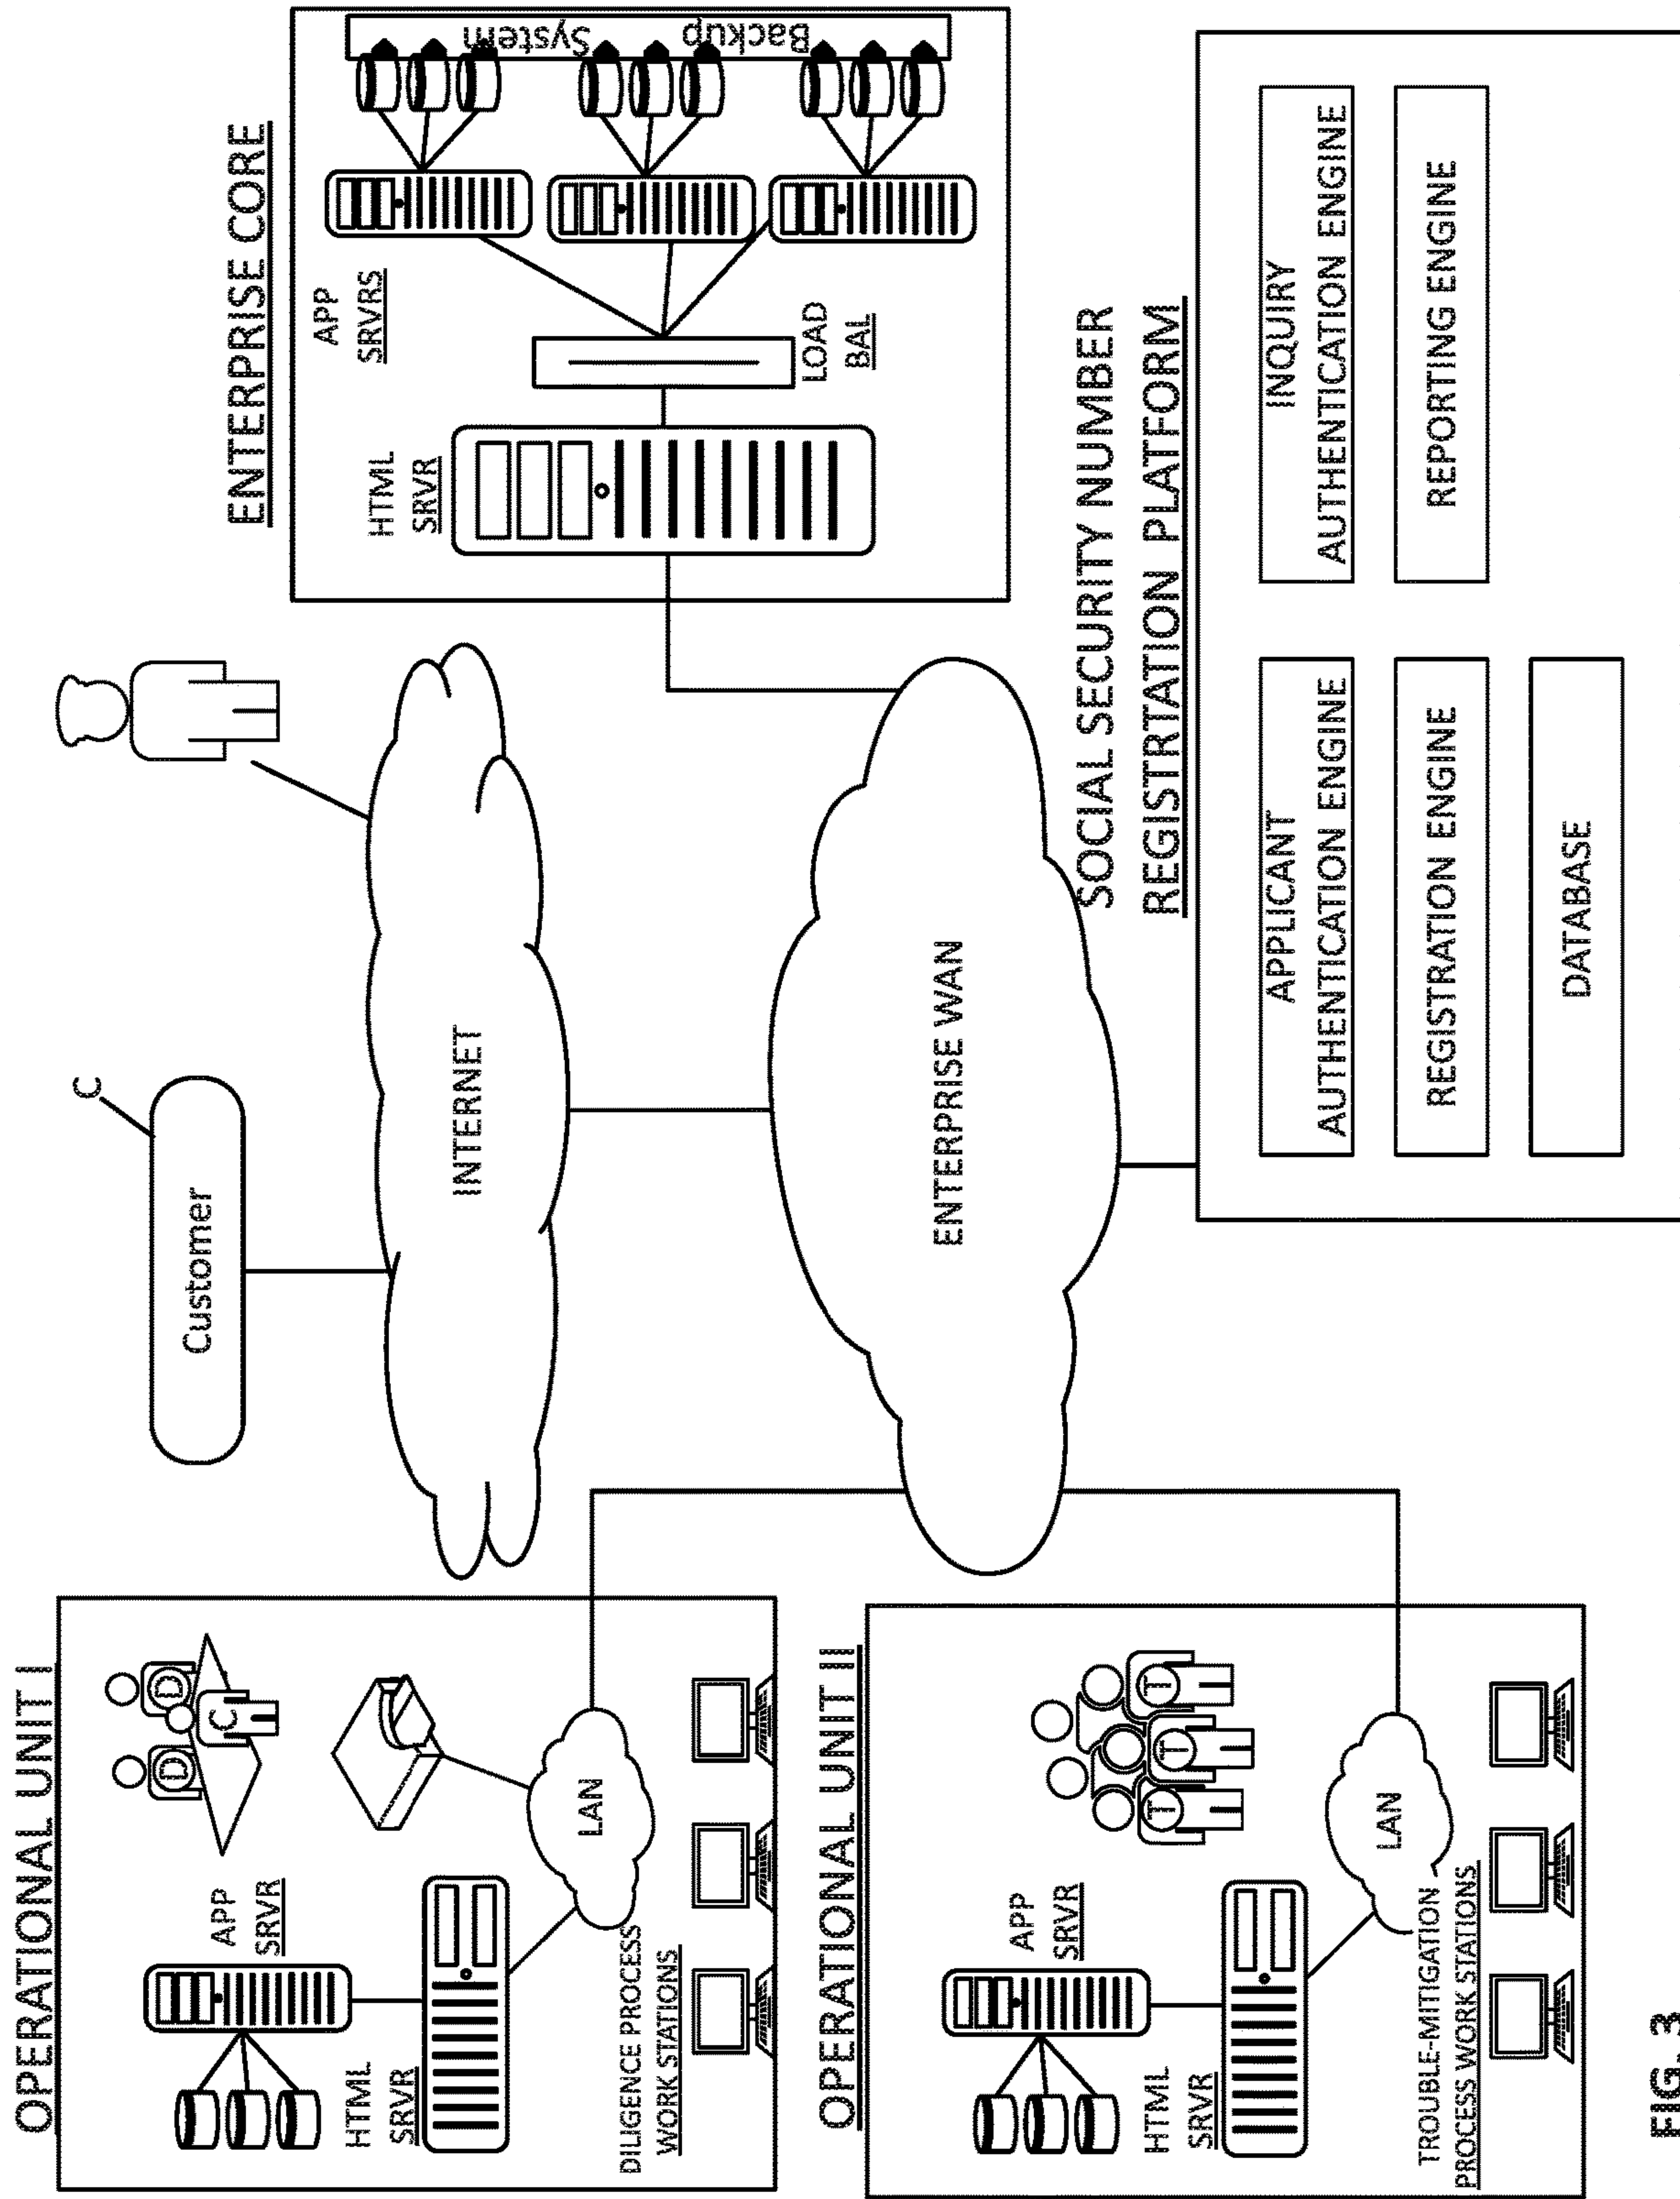 OPERATIONAL UNIT I
APP
SRVR
D
D
C
HTML
SRVR
LAN
DILIGENCE PROCESS
WORK STATIONS
OPERATIONAL UNIT II
APP
SRVR
T
T
T
HTML
SRVR
LAN
TROUBLE-MITIGATION
PROCESS WORK STATIONS
C
Customer
INTERNET
ENTERPRISE WAN
ENTERPRISE CORE
HTML
SRVR
APP
SRVRS
LOAD
BAL
Backup System
SOCIAL SECURITY NUMBER
REGISTRTATION PLATFORM
APPLICANT
AUTHENTICATION ENGINE
INQUIRY
AUTHENTICATION ENGINE
REGISTRATION ENGINE
REPORTING ENGINE
DATABASE
FIG. 3